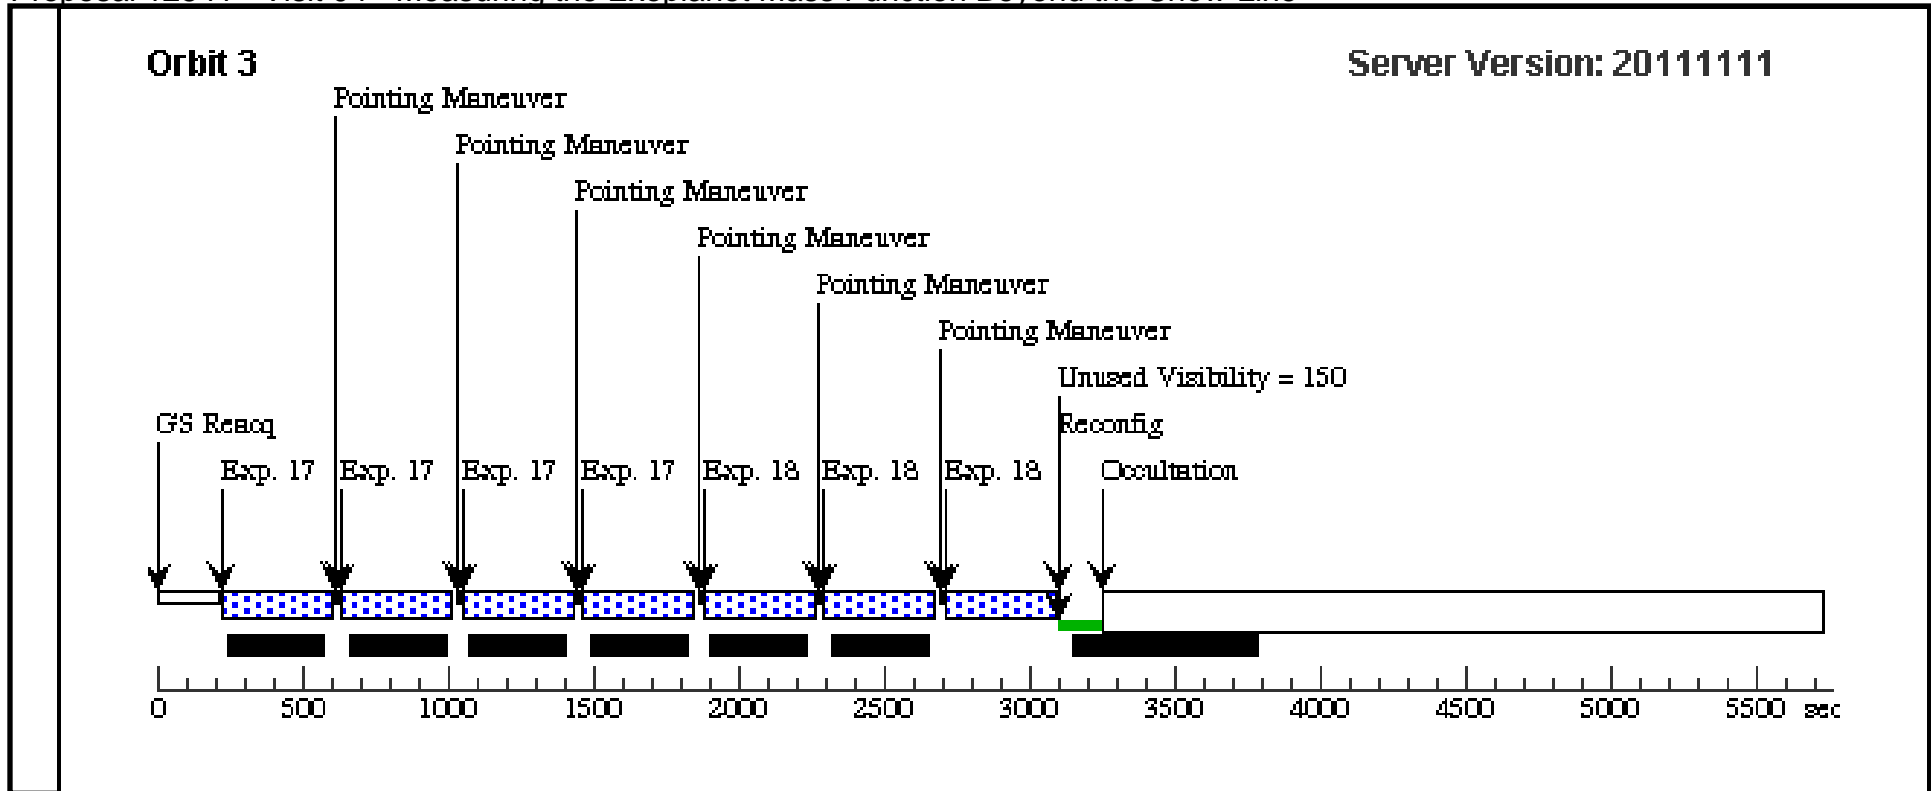 Orbit 3
Server Version: 20111111
Pointing Maneuver
Pointing Maneuver
Pointing Maneuver
Pointing Maneuver
Pointing Maneuver
Pointing Maneuver
Unused Visibility = 150
GS Reacq
Reconfig
Exp. 17
Exp. 17
Exp. 17
Exp. 17
Exp. 18
Exp. 18
Exp. 18
Occultation
0 500 1000 1500 2000 2500 3000 3500 4000 4500 5000 5500 sec